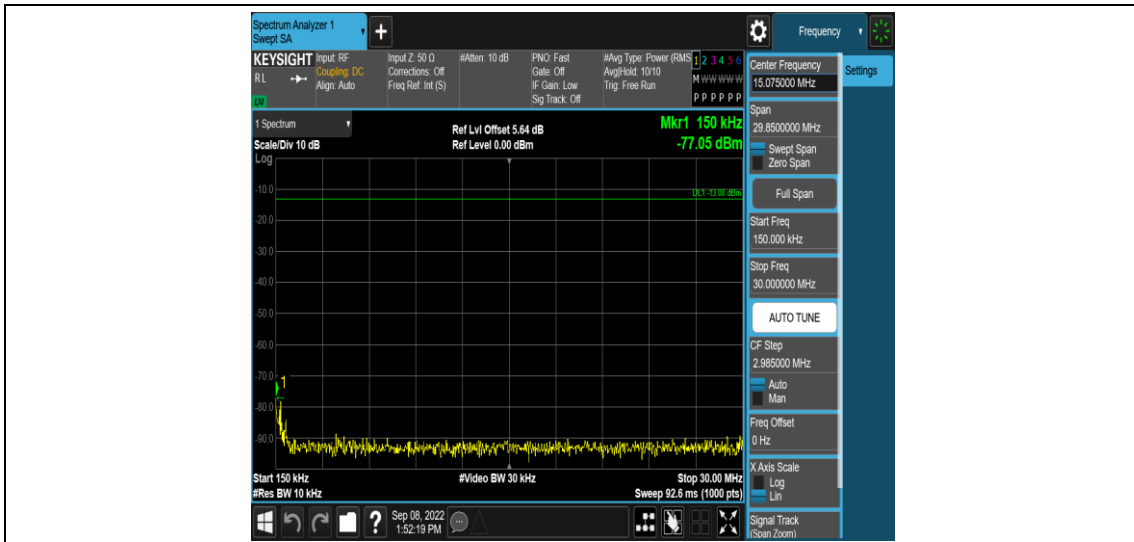 Spectrum Analyzer 1
Swept SA
+
Frequency
KEYSIGHT
RL
LM
Input: RF
Coupling: DC
Align: Auto
Input Z: 50 Ω
Corrections: Off
Freq Ref: Int (S)
#Atten: 10 dB
PNO: Fast
Gate: Off
IF Gain: Low
Sig Track: Off
#Avg Type: Power (RMS
Avg|Hold: 10/10
Trig: Free Run
1 2 3 4 5 6
M W W W W W
P P P P P P
1 Spectrum
Scale/Div 10 dB
Ref Lvl Offset 5.64 dB
Ref Level 0.00 dBm
Mkr1 150 kHz
-77.05 dBm
Log
DL1 -13.00 dBm
-10.0
-20.0
-30.0
-40.0
-50.0
-60.0
-70.0
1
-80.0
-90.0
Start 150 kHz
#Res BW 10 kHz
#Video BW 30 kHz
Stop 30.00 MHz
Sweep 92.6 ms (1000 pts)
Center Frequency
15.075000 MHz
Settings
Span
29.8500000 MHz
Swept Span
Zero Span
Full Span
Start Freq
150.000 kHz
Stop Freq
30.000000 MHz
AUTO TUNE
CF Step
2.985000 MHz
Auto
Man
Freq Offset
0 Hz
X Axis Scale
Log
Lin
Signal Track
(Span Zoom)
?
Sep 08, 2022
1:52:19 PM